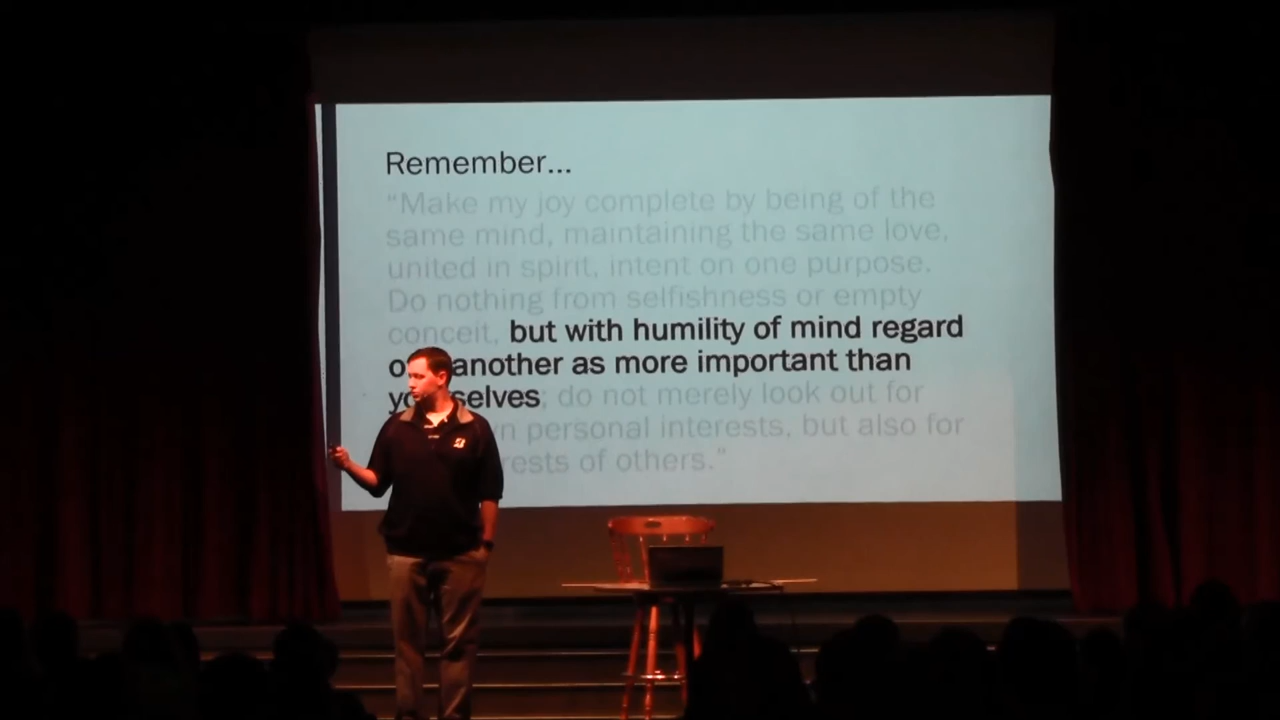 Remember...
“Make my joy complete by being of the
same mind, maintaining the same love,
united in spirit, intent on one purpose.
Do nothing from selfishness or empty
conceit, but with humility of mind regard
another as more important than
selves; do not merely look out for
personal interests, but also for
of others.”